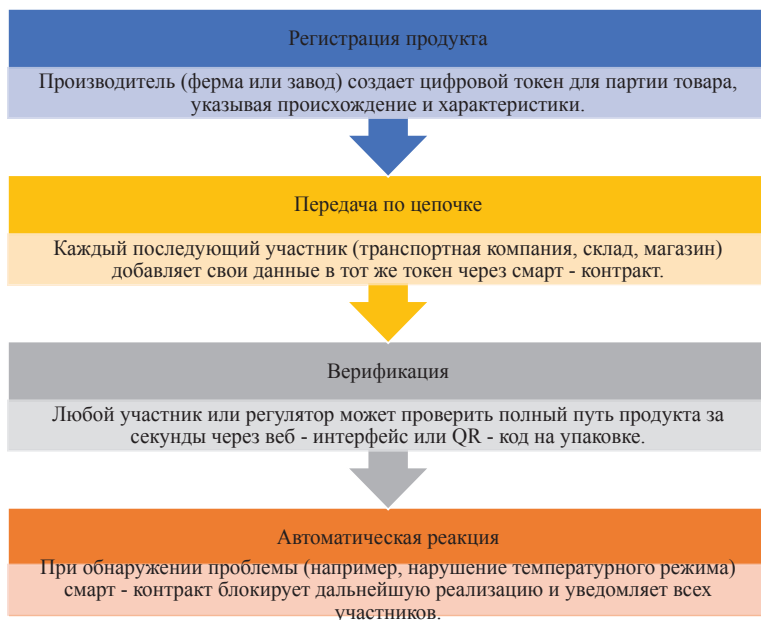 Регистрация продукта
Производитель (ферма или завод) создает цифровой токен для партии товара,
указывая происхождение и характеристики.
Передача по цепочке
Каждый последующий участник (транспортная компания, склад, магазин)
добавляет свои данные в тот же токен через смарт - контракт.
Верификация
Любой участник или регулятор может проверить полный путь продукта за
секунды через веб - интерфейс или QR - код на упаковке.
Автоматическая реакция
При обнаружении проблемы (например, нарушение температурного режима)
смарт - контракт блокирует дальнейшую реализацию и уведомляет всех
участников.